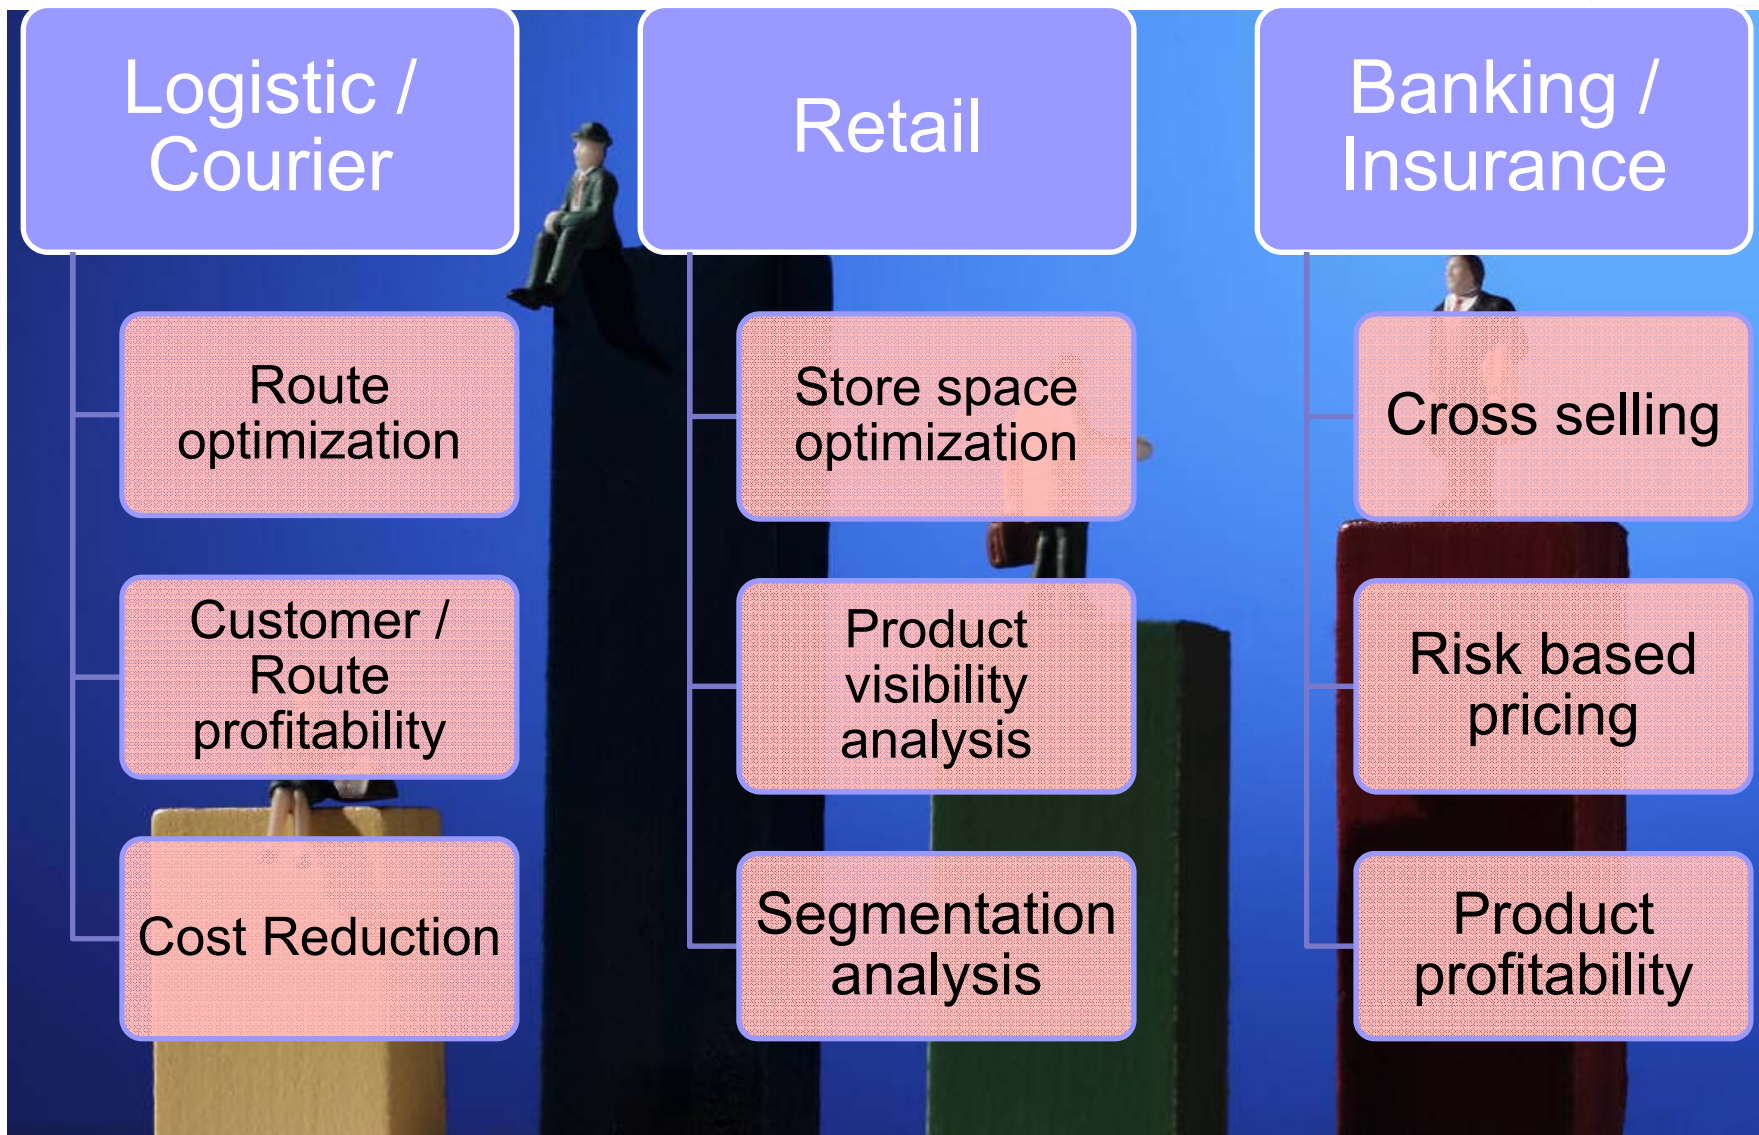 Logistic /
Courier
Route
optimization
Customer /
Route
profitability
Cost Reduction
Retail
Store space
optimization
Product
visibility
analysis
Segmentation
analysis
Banking /
Insurance
Cross selling
Risk based
pricing
Product
profitability